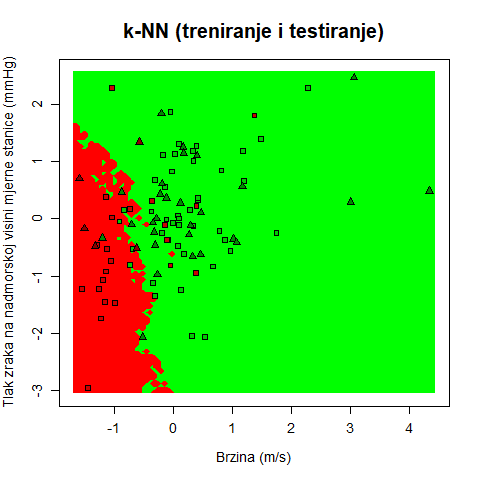 k-NN (treniranje i testiranje)
Tlak zraka na nadmorskoj visini mjerne stanice (mmHg)
2
1
0
-1
-2
-3
-1 0 1 2 3 4
Brzina (m/s)